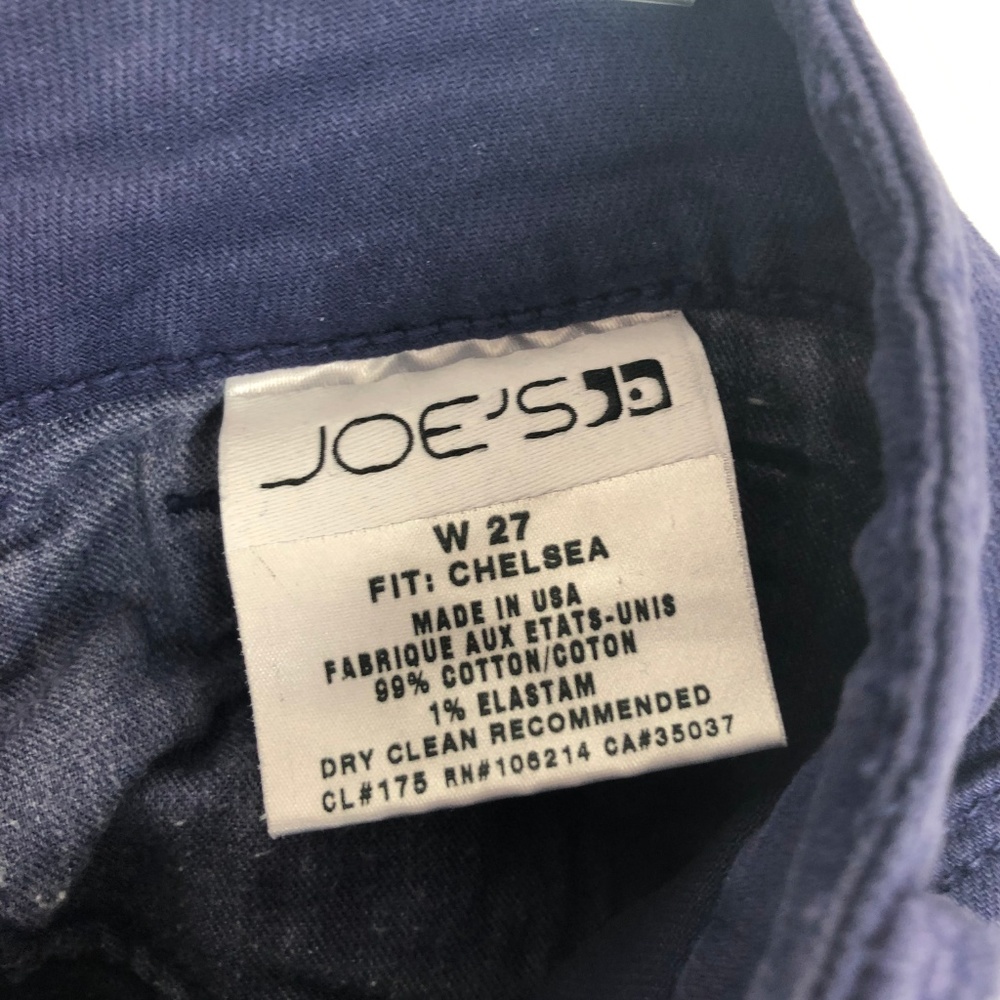 JOE'S
W 27
FIT: CHELSEA
MADE IN USA
FABRIQUE AUX ETATS-UNIS
99% COTTON/COTON
1% ELASTAM
DRY CLEAN RECOMMENDED
CL#175 RN#106214 CA#35037